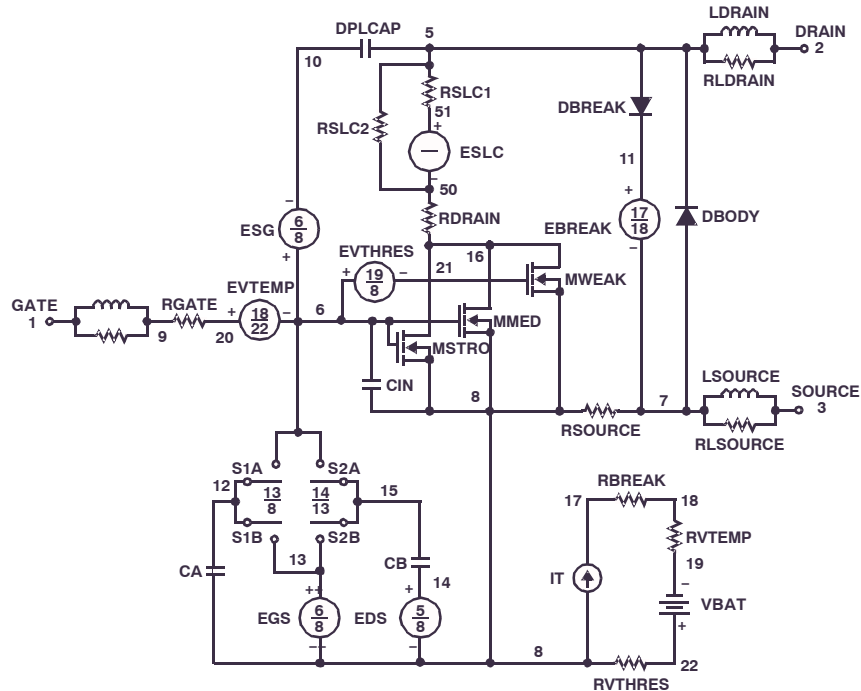 LDRAIN
DPLCAP
5
DRAIN
10
2
RLDRAIN
RSLC1
DBREAK
51
RSLC2
+
ESLC
11
−
50
−
+
RDRAIN
17
18
EBREAK
DBODY
6
8
ESG
−
EVTHRES
16
+
21
MWEAK
+
19
8
−
EVTEMP
GATE
RGATE
+
18
22
−
6
1
MMED
9
20
MSTRO
LSOURCE
CIN
SOURCE
8
7
3
RSOURCE
RLSOURCE
S1A
S2A
RBREAK
12
13
8
14
13
15
17
18
S1B
S2B
RVTEMP
13
CB
19
CA
14
IT
−
++
+
VBAT
EGS
6
8
EDS
5
8
+
−−
−
8
22
RVTHRES